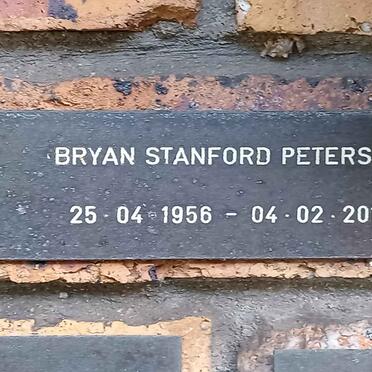 BRYAN STANFORD PETERS
25·04·1956 - 04·02·20